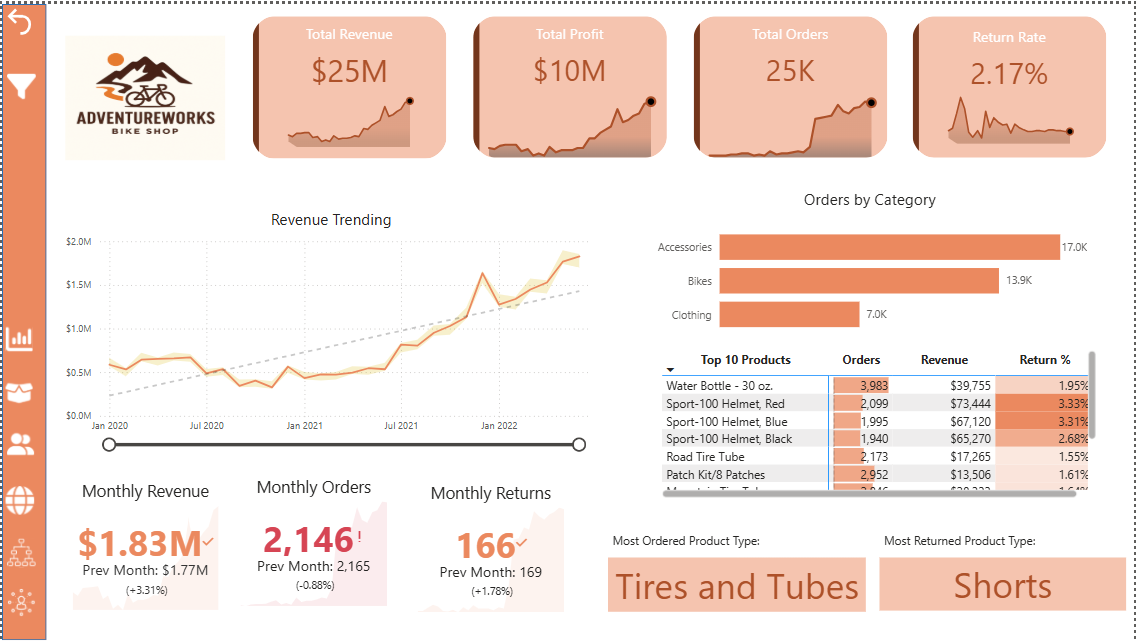 ADVENTUREWORKS
BIKE SHOP
Total Revenue
$25M
Total Profit
$10M
Total Orders
25K
Return Rate
2.17%
Revenue Trending
$2.0M
$1.5M
$1.0M
$0.5M
$0.0M
Jan 2020
Jul 2020
Jan 2021
Jul 2021
Jan 2022
Orders by Category
Accessories 17.0K
Bikes 13.9K
Clothing 7.0K
Top 10 Products Orders Revenue Return %
Water Bottle - 30 oz. 3,983 $39,755 1.95%
Sport-100 Helmet, Red 2,099 $73,444 3.33%
Sport-100 Helmet, Blue 1,995 $67,120 3.31%
Sport-100 Helmet, Black 1,940 $65,270 2.68%
Road Tire Tube 2,173 $17,265 1.55%
Patch Kit/8 Patches 2,952 $13,506 1.61%
Monthly Revenue
$1.83M
Prev Month: $1.77M
(+3.31%)
Monthly Orders
2,146!
Prev Month: 2,165
(-0.88%)
Monthly Returns
166
Prev Month: 169
(+1.78%)
Most Ordered Product Type:
Tires and Tubes
Most Returned Product Type:
Shorts